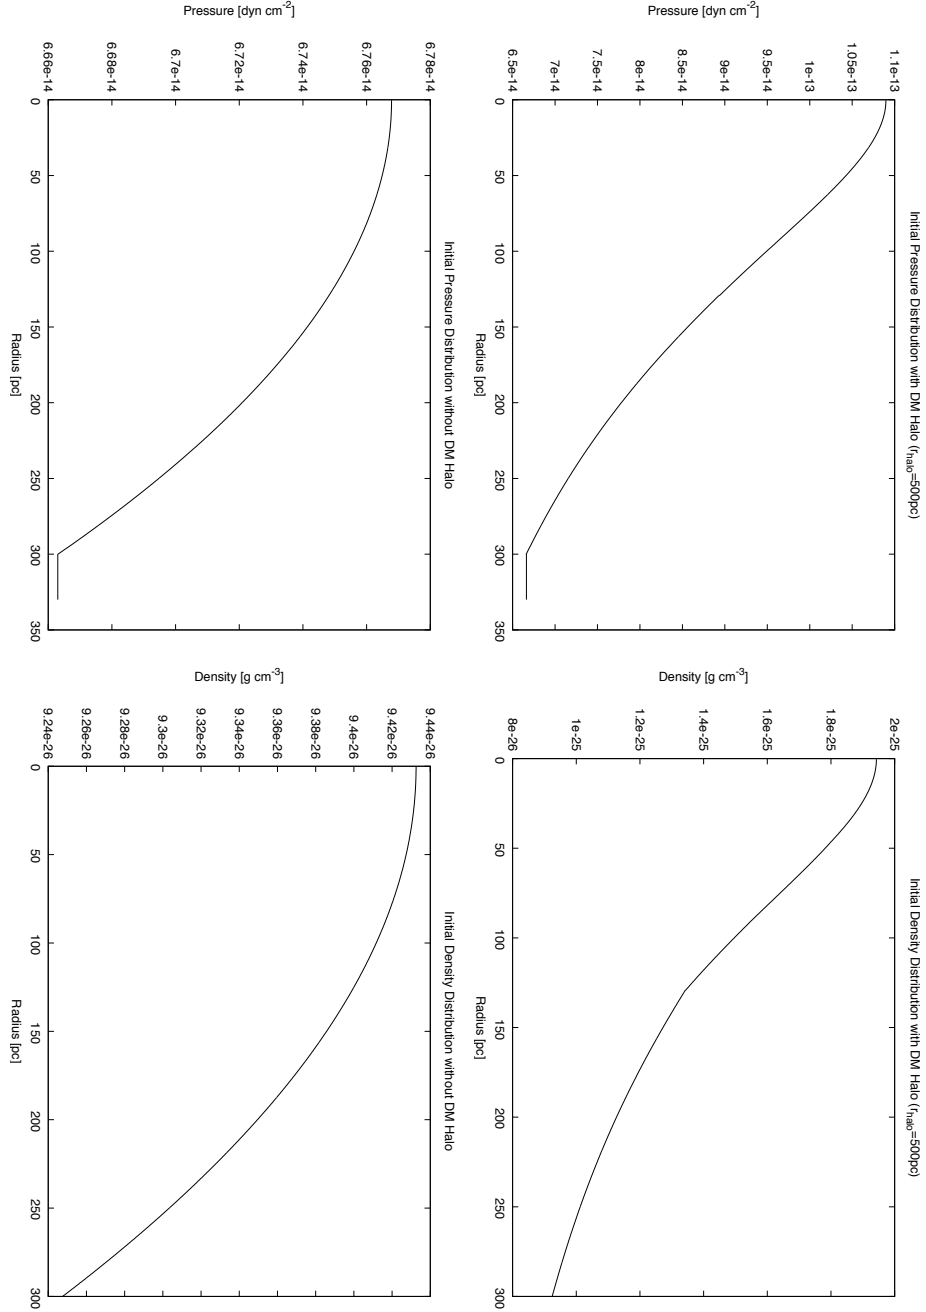 Initial Pressure Distribution with DM Halo (r_halo=500pc)
Pressure [dyn cm⁻²]
1.1e-13
1.05e-13
1e-13
9.5e-14
9e-14
8.5e-14
8e-14
7.5e-14
7e-14
6.5e-14
0 50 100 150 200 250 300 350
Radius [pc]
Initial Density Distribution with DM Halo (r_halo=500pc)
Density [g cm⁻³]
2e-25
1.8e-25
1.6e-25
1.4e-25
1.2e-25
1e-25
8e-26
0 50 100 150 200 250 300
Radius [pc]
Initial Pressure Distribution without DM Halo
Pressure [dyn cm⁻²]
6.78e-14
6.76e-14
6.74e-14
6.72e-14
6.7e-14
6.68e-14
6.66e-14
0 50 100 150 200 250 300 350
Radius [pc]
Initial Density Distribution without DM Halo
Density [g cm⁻³]
9.44e-26
9.42e-26
9.4e-26
9.38e-26
9.36e-26
9.34e-26
9.32e-26
9.3e-26
9.28e-26
9.26e-26
9.24e-26
0 50 100 150 200 250 300
Radius [pc]